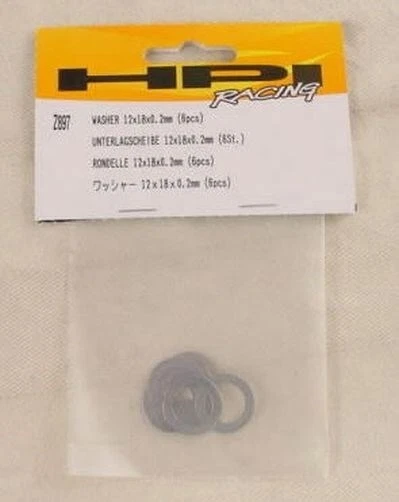 HPI
RACING
Z897 WASHER 12x18x0.2mm (6pcs)
UNTERLAGSCHEIBE 12x18x0.2mm (6St.)
RONDELLE 12x18x0.2mm (6pcs)
ワッシャー 12x18x0.2mm (6pcs)